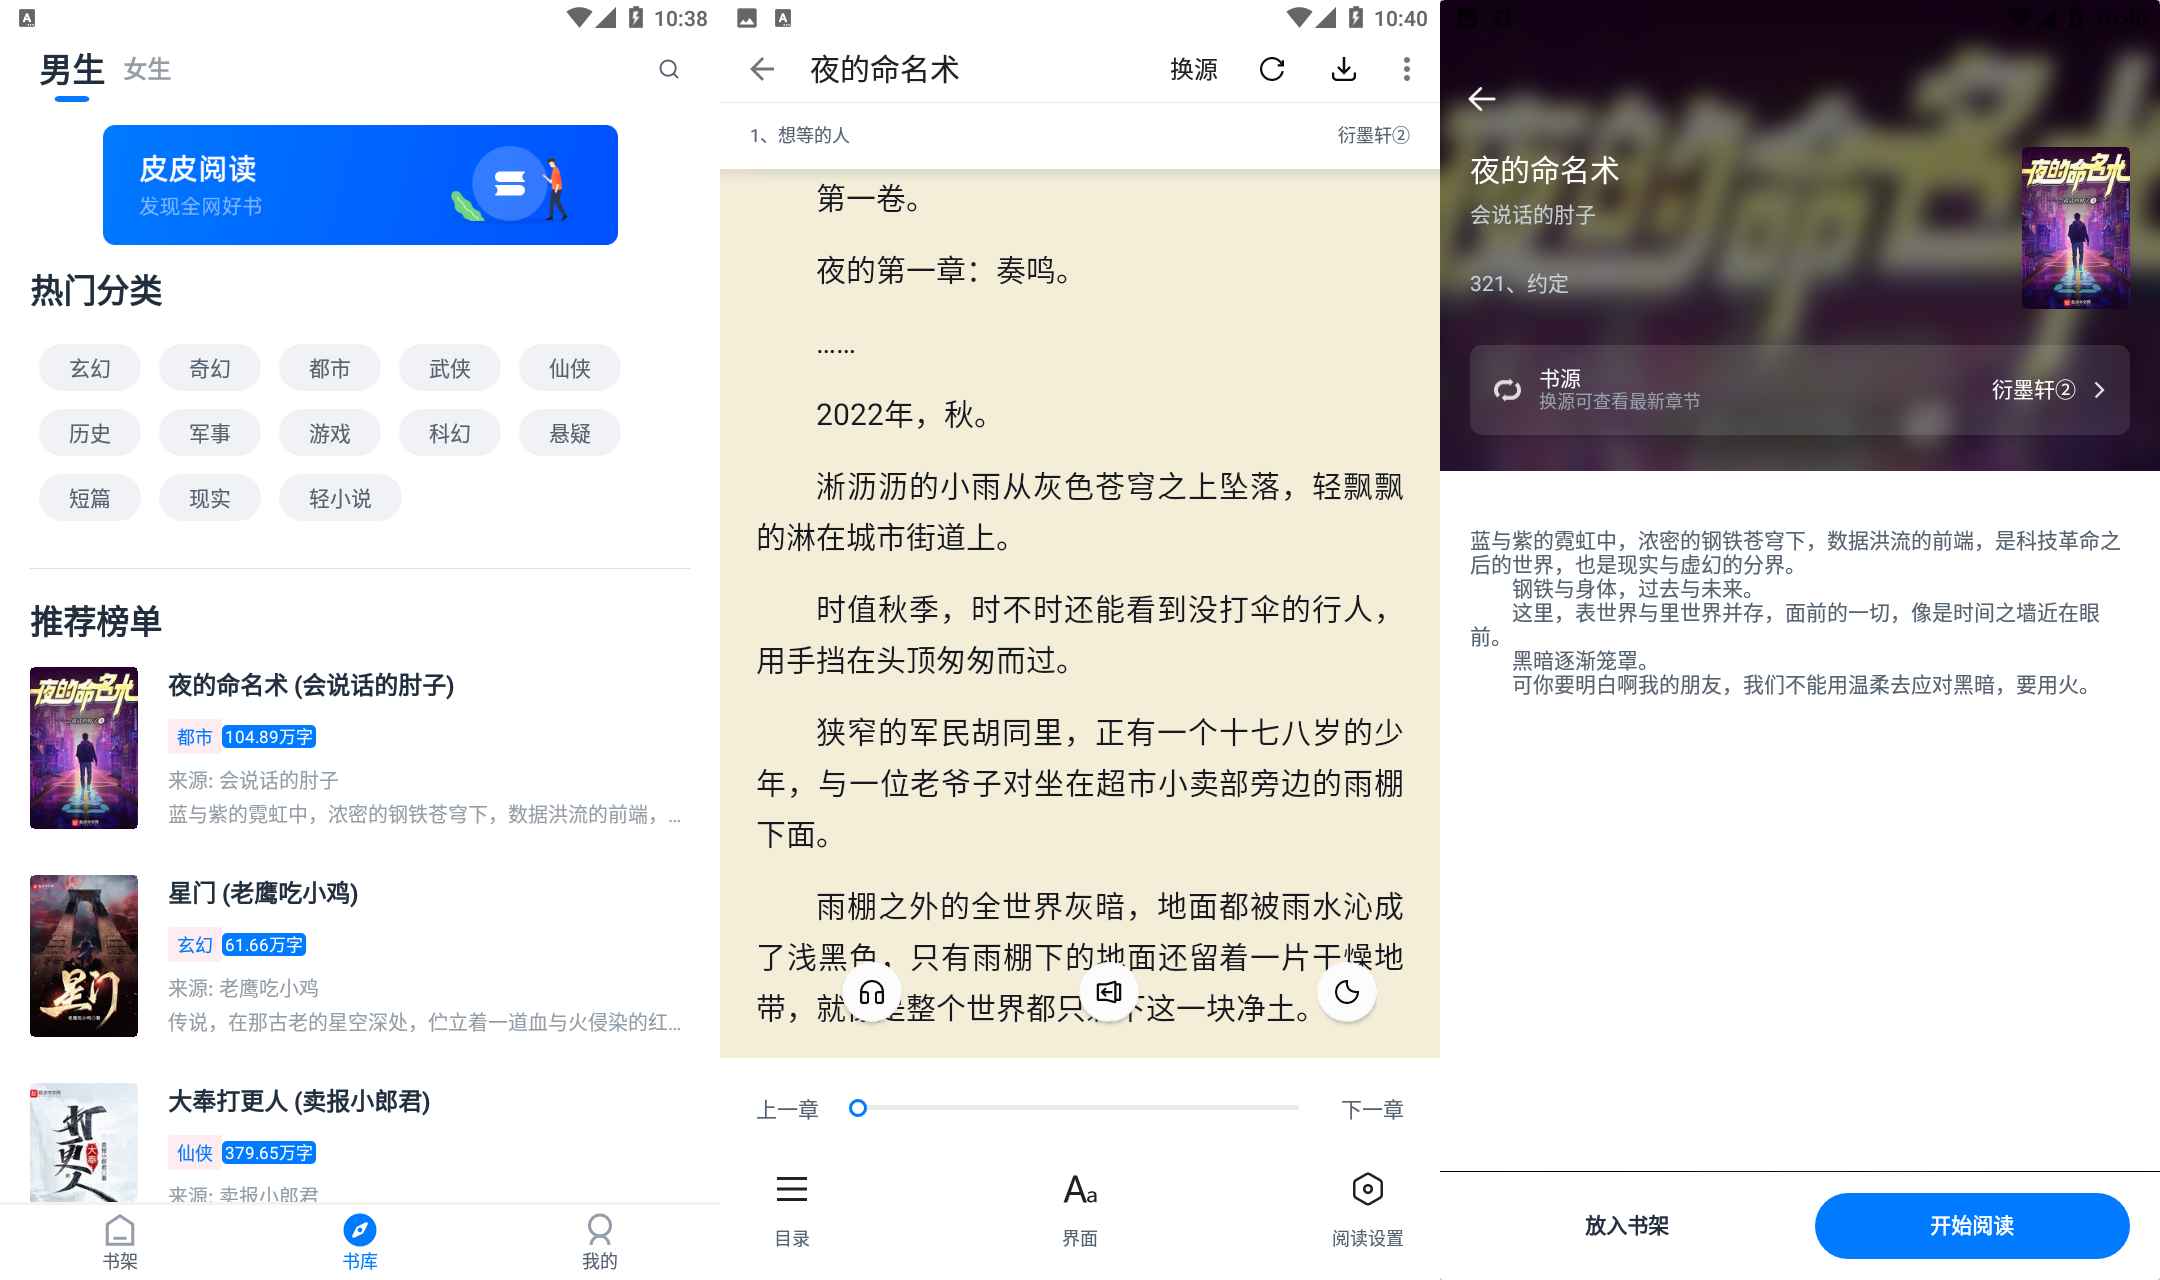 10:38
男生 女生
皮皮阅读
发现全网好书
热门分类
玄幻 奇幻 都市 武侠 仙侠
历史 军事 游戏 科幻 悬疑
短篇 现实 轻小说
推荐榜单
夜的命名术
夜的命名术 (会说话的肘子)
都市 104.89万字
来源: 会说话的肘子
蓝与紫的霓虹中，浓密的钢铁苍穹下，数据洪流的前端，...
星门
星门 (老鹰吃小鸡)
玄幻 61.66万字
来源: 老鹰吃小鸡
传说，在那古老的星空深处，伫立着一道血与火侵染的红...
大奉
打更人
大奉打更人 (卖报小郎君)
仙侠 379.65万字
来源: 卖报小郎君
书架 书库 我的
10:40
夜的命名术 换源
1、想等的人 衍墨轩②
第一卷。
夜的第一章：奏鸣。
……
2022年，秋。
淅沥沥的小雨从灰色苍穹之上坠落，轻飘飘
的淋在城市街道上。
时值秋季，时不时还能看到没打伞的行人，
用手挡在头顶匆匆而过。
狭窄的军民胡同里，正有一个十七八岁的少
年，与一位老爷子对坐在超市小卖部旁边的雨棚
下面。
雨棚之外的全世界灰暗，地面都被雨水沁成
了浅黑色，只有雨棚下的地面还留着一片干燥地
带，就 整个世界都只 下这一块净土。
上一章 下一章
目录 界面 阅读设置
夜的命名术
会说话的肘子
321、约定
夜的命名术
书源
换源可查看最新章节
衍墨轩②
蓝与紫的霓虹中，浓密的钢铁苍穹下，数据洪流的前端，是科技革命之
后的世界，也是现实与虚幻的分界。
钢铁与身体，过去与未来。
这里，表世界与里世界并存，面前的一切，像是时间之墙近在眼
前。
黑暗逐渐笼罩。
可你要明白啊我的朋友，我们不能用温柔去应对黑暗，要用火。
放入书架 开始阅读